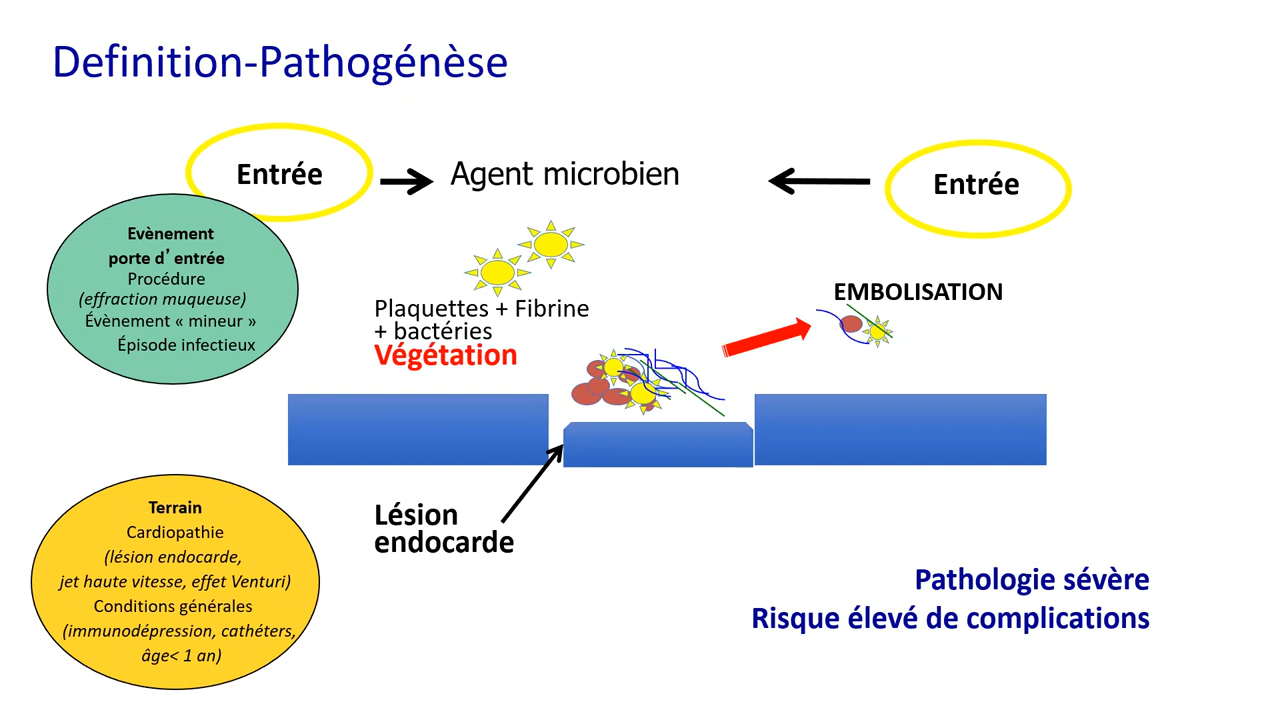 Definition-Pathogénèse
Entrée
Agent microbien
Entrée
Evènement
porte d’ entrée
Procédure
(effraction muqueuse)
Évènement « mineur »
Épisode infectieux
Plaquettes + Fibrine
+ bactéries
Végétation
EMBOLISATION
Lésion
endocarde
Terrain
Cardiopathie
(lésion endocarde,
jet haute vitesse, effet Venturi)
Conditions générales
(immunodépression, cathéters,
âge< 1 an)
Pathologie sévère
Risque élevé de complications